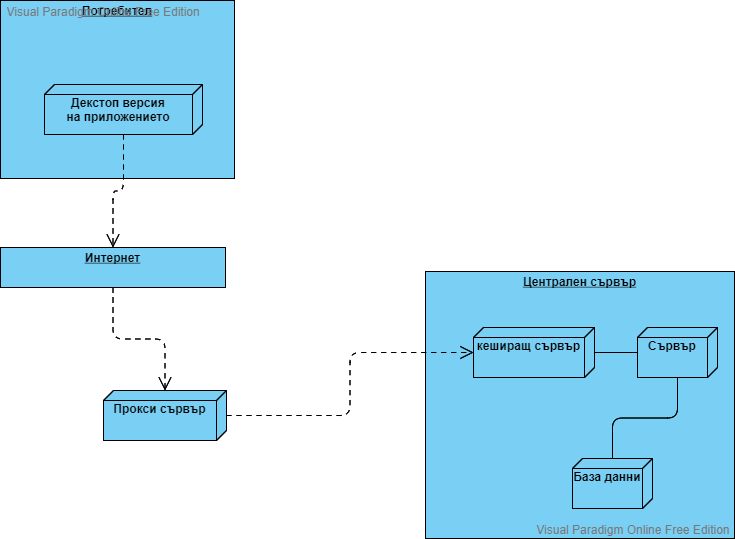 Потребител
Visual Paradigm Online Free Edition
Декстоп версия
на приложението
Интернет
Централен сървър
кеширащ сървър
Сървър
Прокси сървър
База данни
Visual Paradigm Online Free Edition